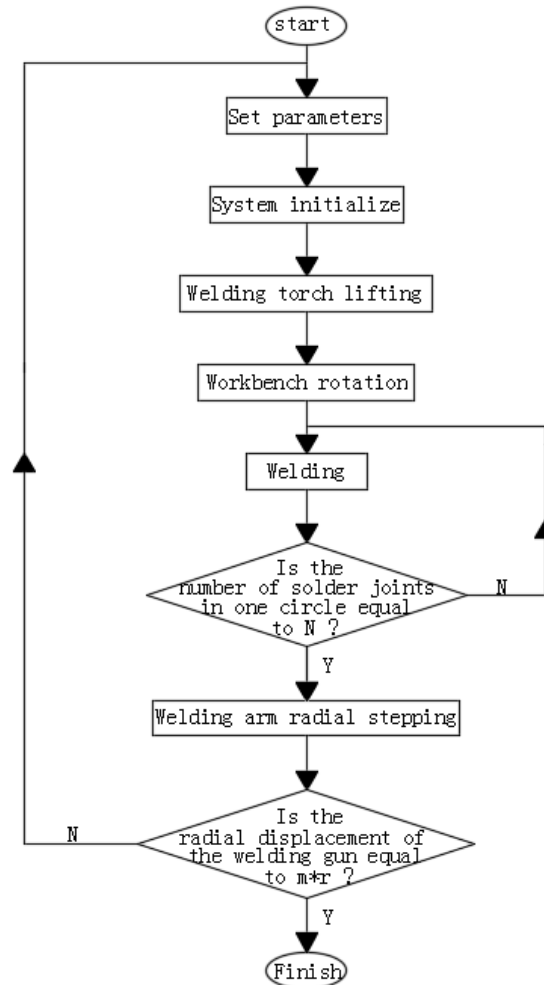 start
Set parameters
System initialize
Welding torch lifting
Workbench rotation
Welding
Is the
number of solder joints
in one circle equal
to N ?
N
Y
Welding arm radial stepping
Is the
radial displacement of
the welding gun equal
to m*r ?
N
Y
Finish